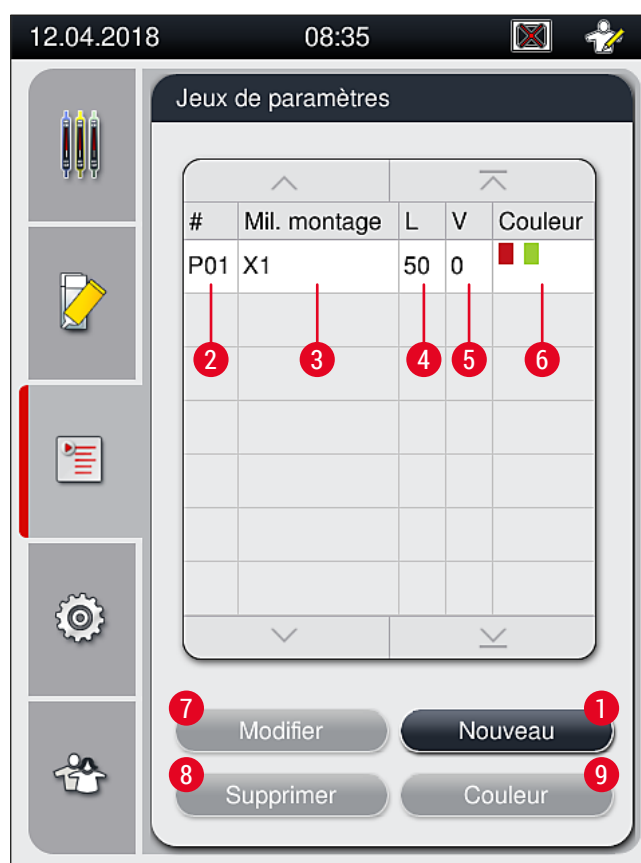 12.04.2018 08:35
Jeux de paramètres
# Mil. montage L V Couleur
P01 X1 50 0
2 3 4 5 6
7 1
Modifier Nouveau
8 9
Supprimer Couleur